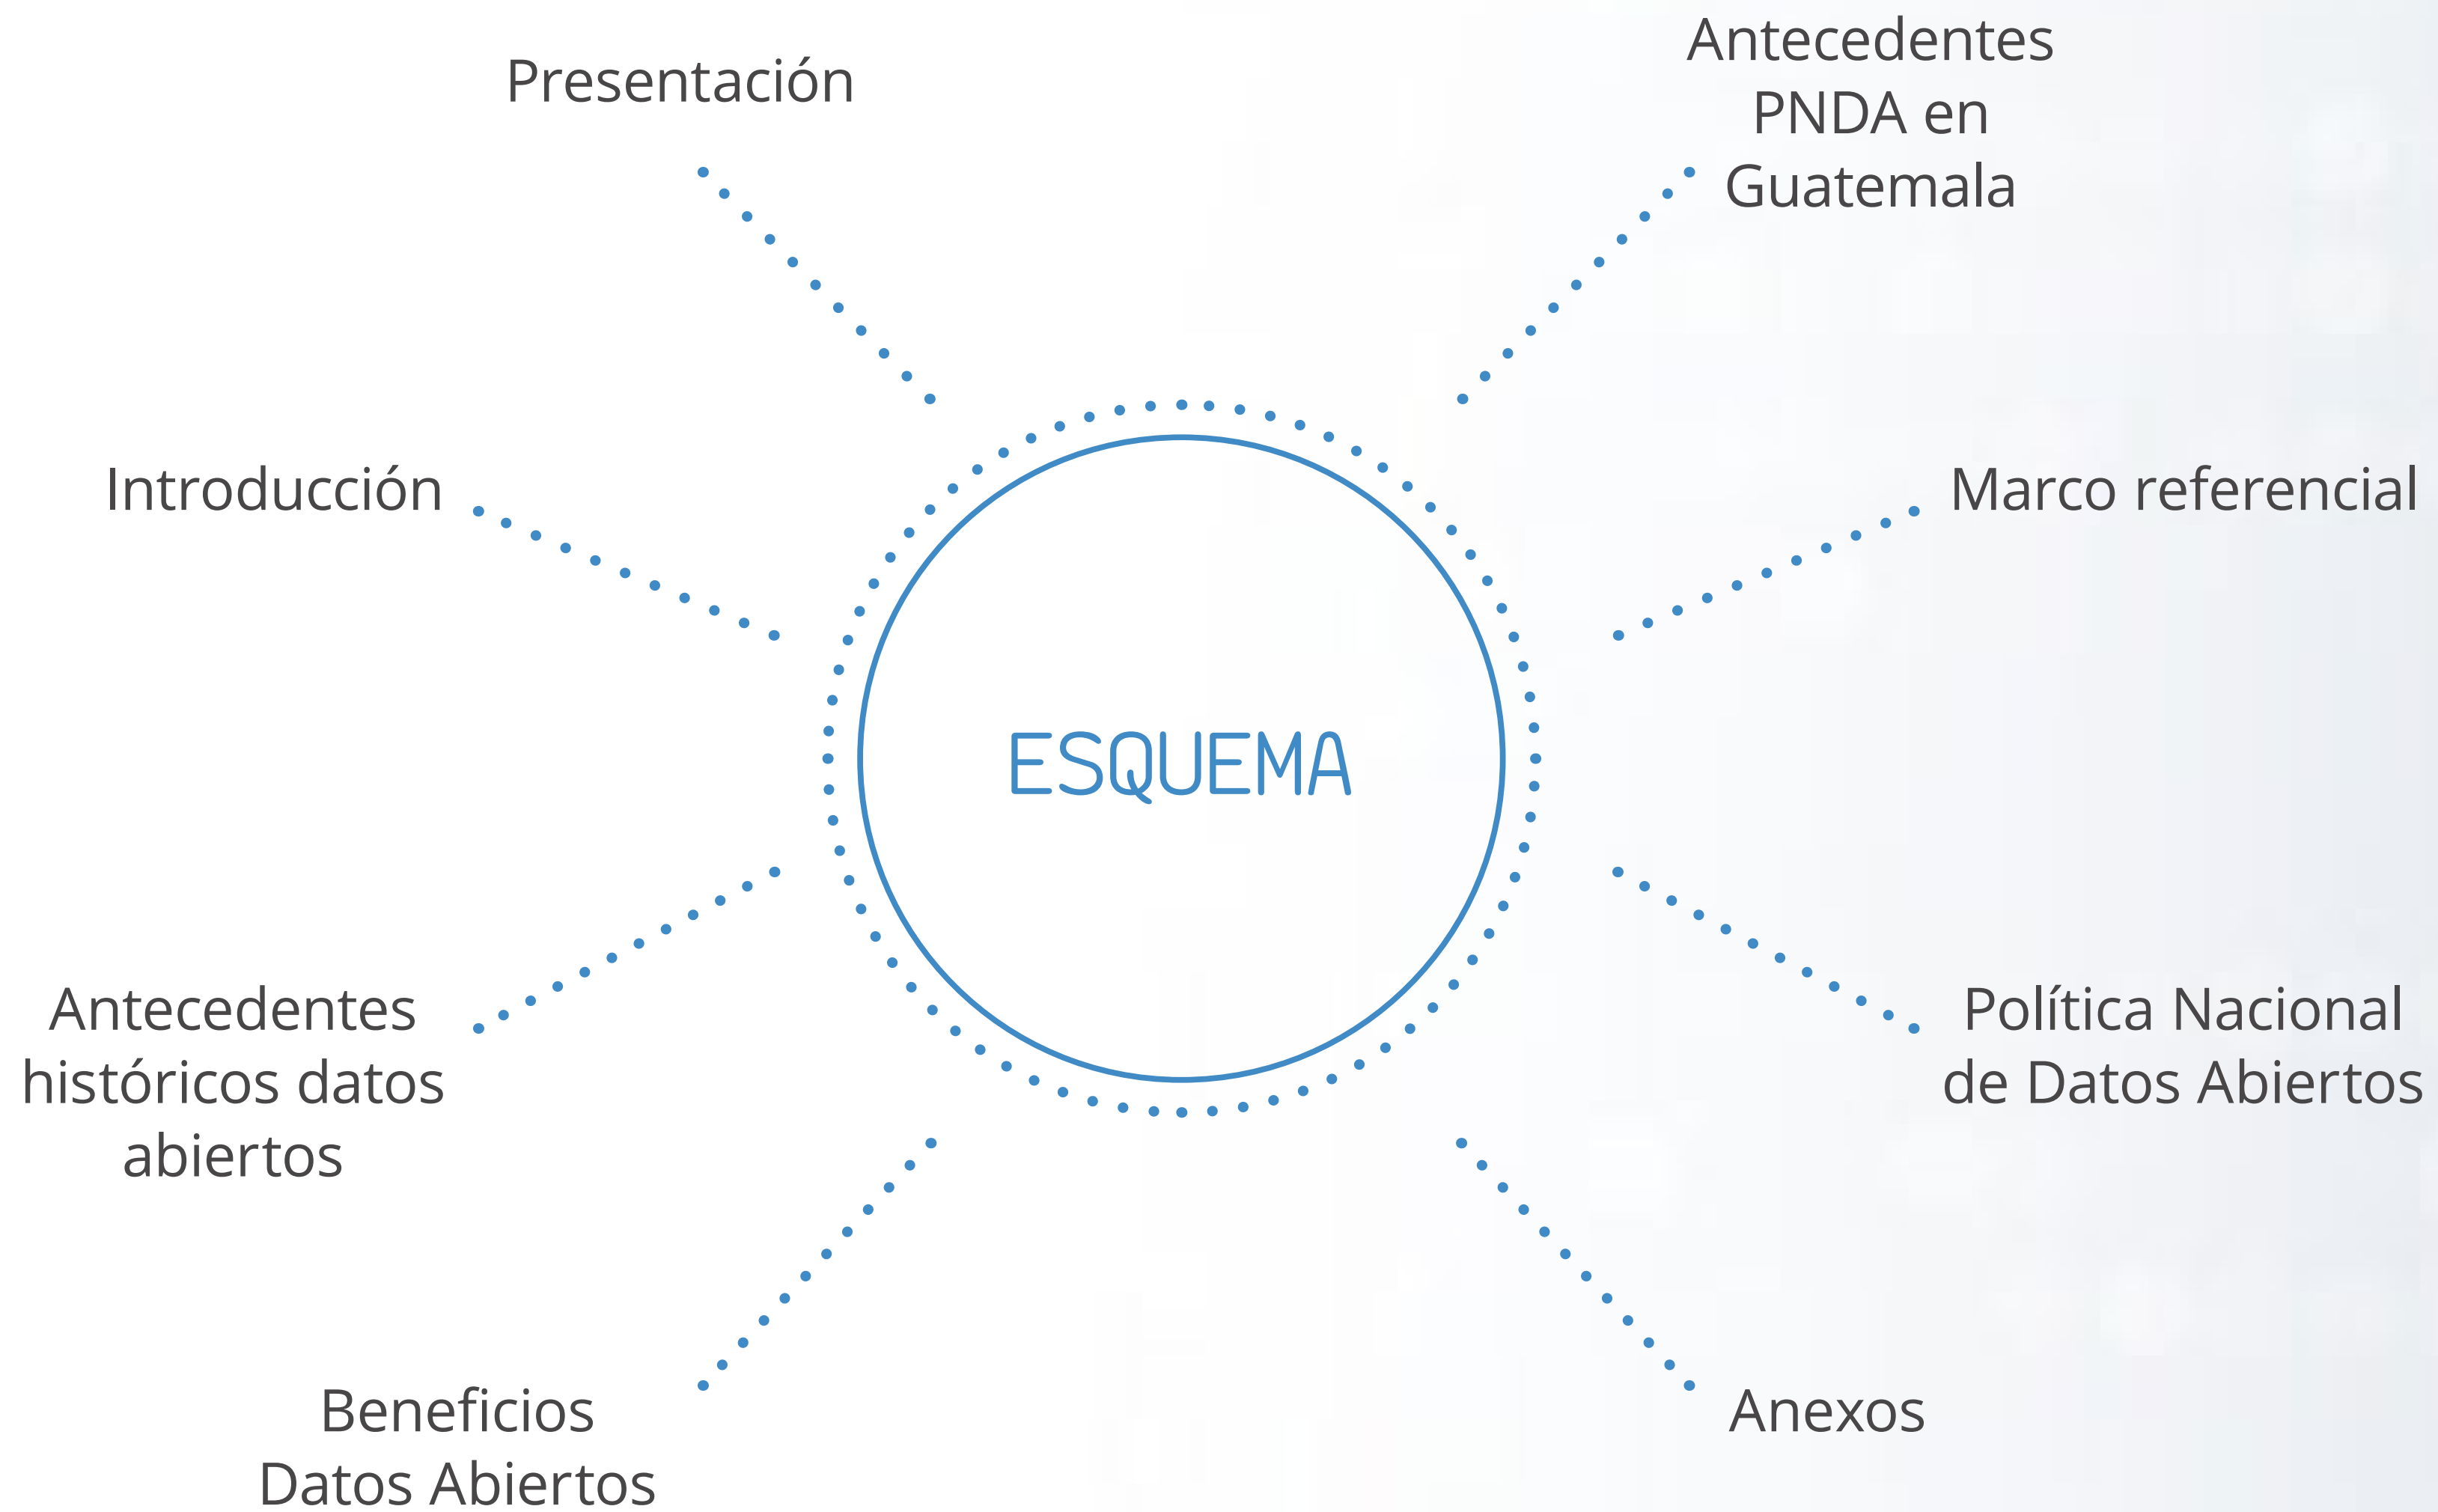 Presentación
Introducción
Antecedentes
históricos datos
abiertos
Beneficios
Datos Abiertos
ESQUEMA
Antecedentes
PNDA en
Guatemala
Marco referencial
Política Nacional
de Datos Abiertos
Anexos